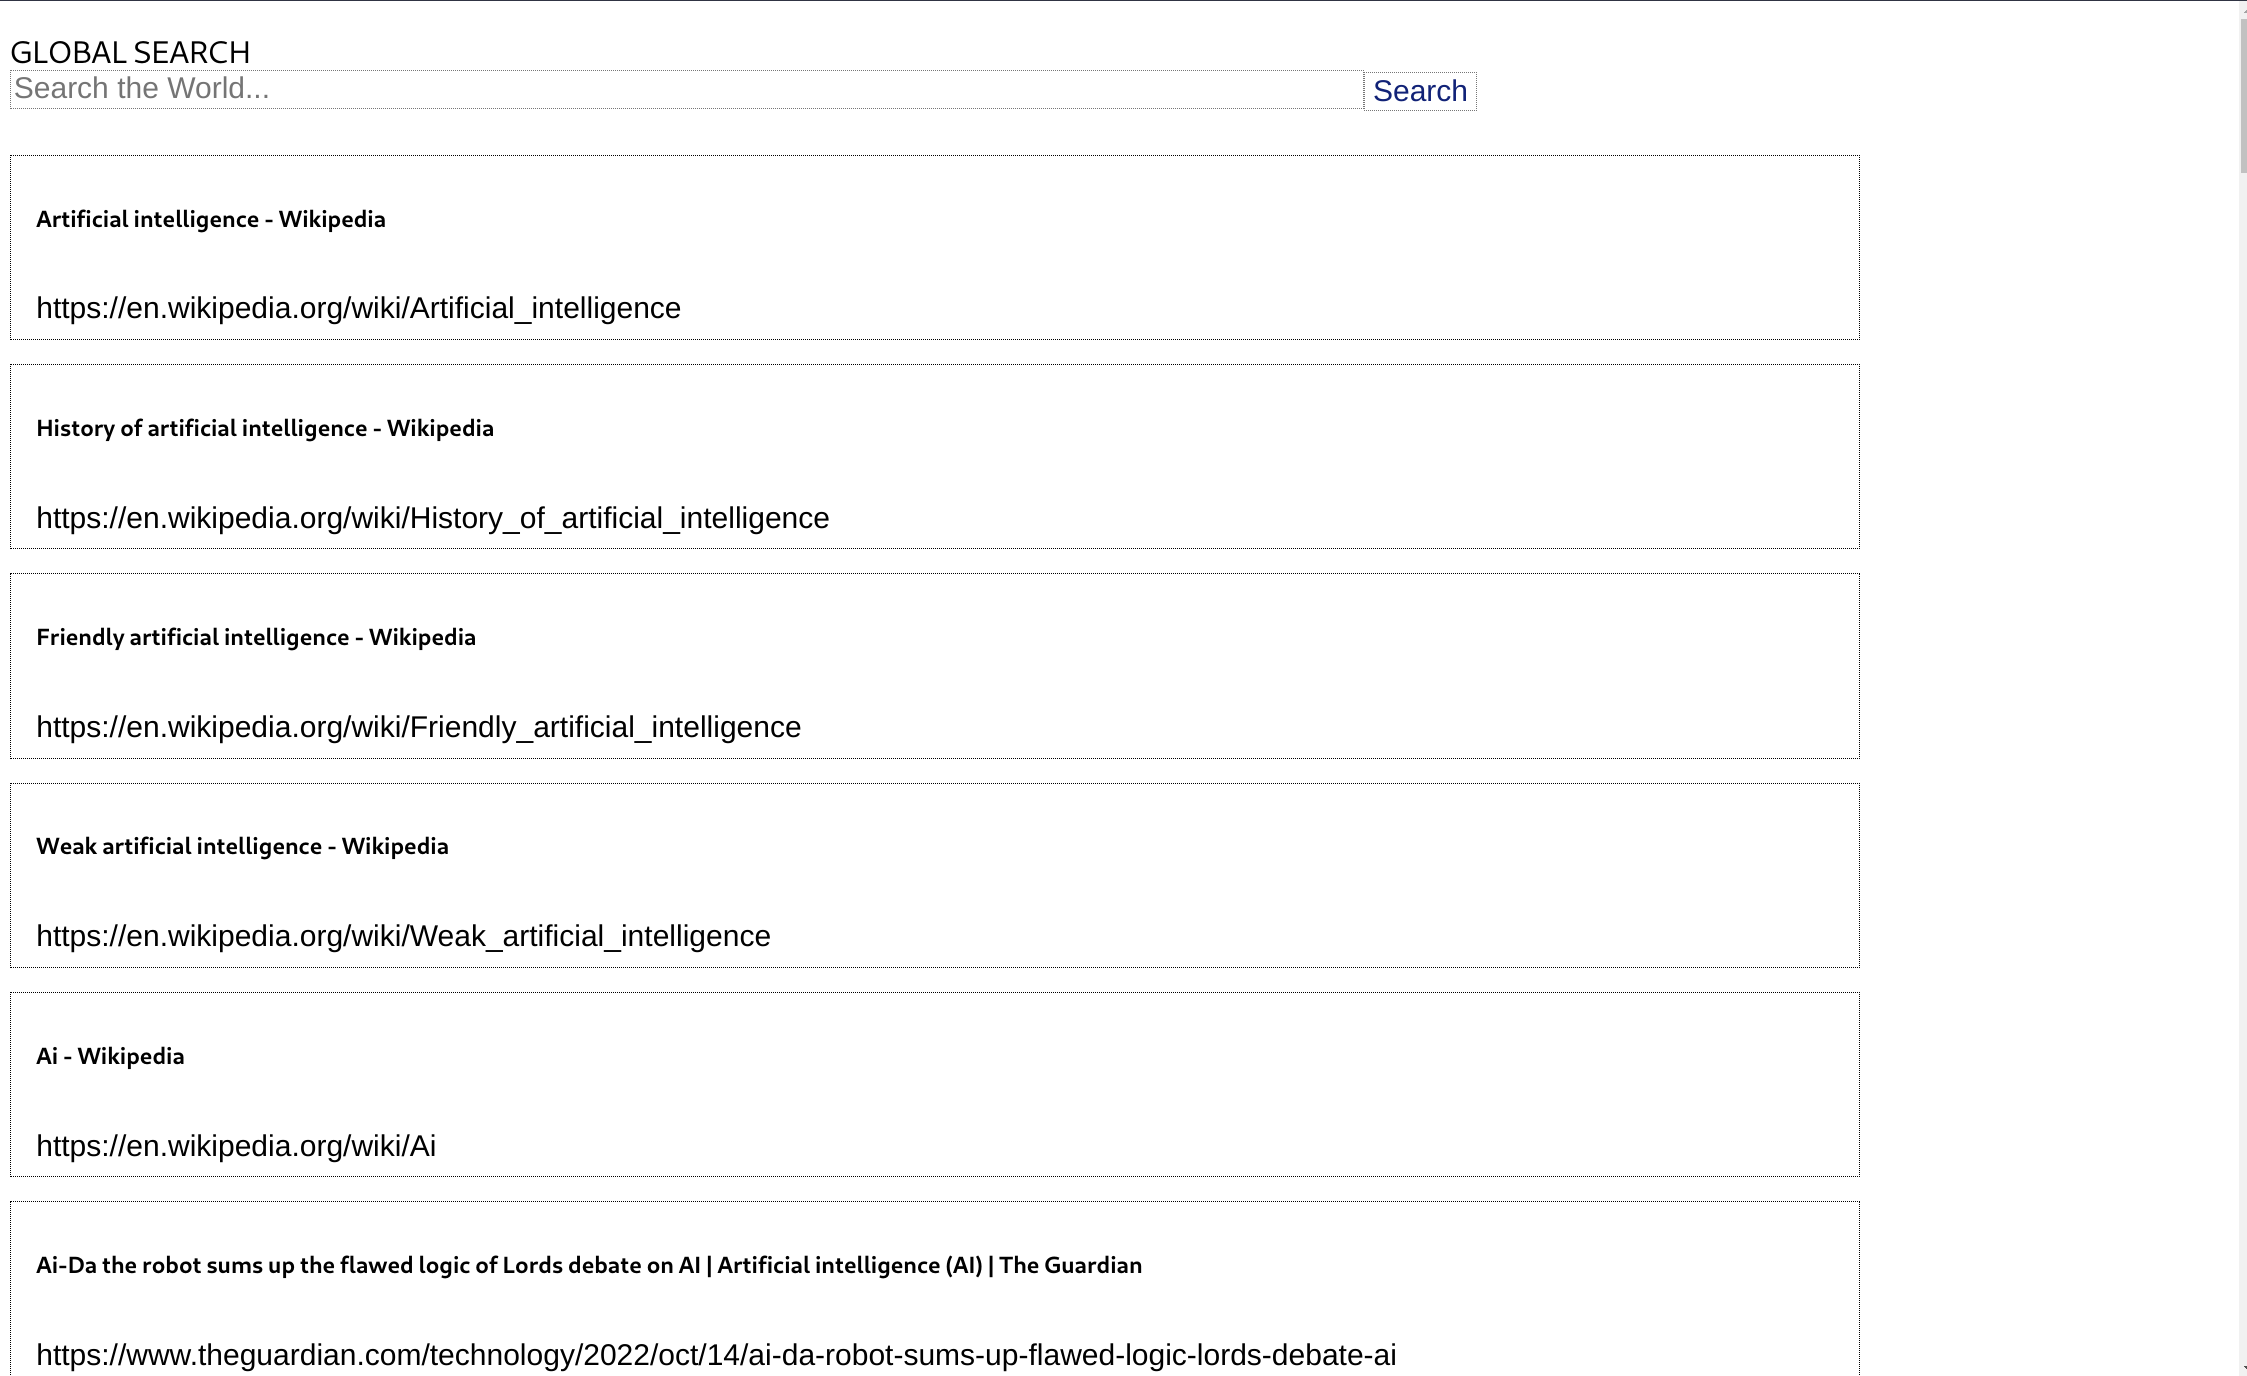 GLOBAL SEARCH
Search the World...
Search
Artificial intelligence - Wikipedia
https://en.wikipedia.org/wiki/Artificial_intelligence
History of artificial intelligence - Wikipedia
https://en.wikipedia.org/wiki/History_of_artificial_intelligence
Friendly artificial intelligence - Wikipedia
https://en.wikipedia.org/wiki/Friendly_artificial_intelligence
Weak artificial intelligence - Wikipedia
https://en.wikipedia.org/wiki/Weak_artificial_intelligence
Ai - Wikipedia
https://en.wikipedia.org/wiki/Ai
Ai-Da the robot sums up the flawed logic of Lords debate on AI | Artificial intelligence (AI) | The Guardian
https://www.theguardian.com/technology/2022/oct/14/ai-da-robot-sums-up-flawed-logic-lords-debate-ai